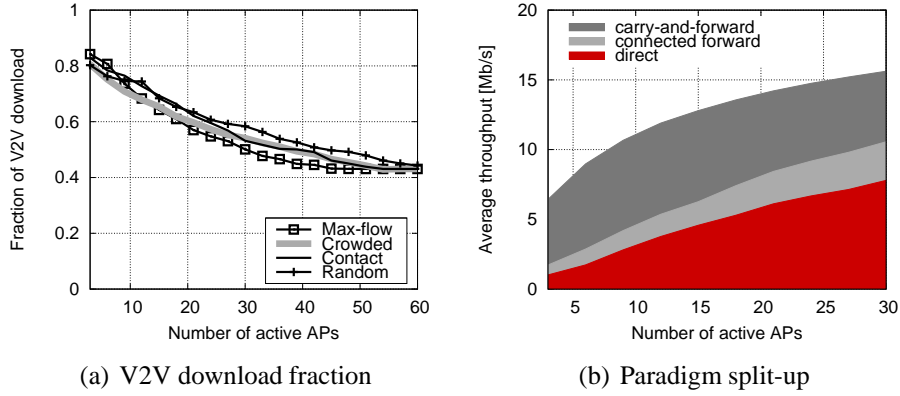 1
0.8
0.6
0.4
0.2
0
Fraction of V2V download
Max-flow
Crowded
Contact
Random
10 20 30 40 50 60
Number of active APs
(a) V2V download fraction
20
15
10
5
0
Average throughput [Mb/s]
carry-and-forward
connected forward
direct
5 10 15 20 25 30
Number of active APs
(b) Paradigm split-up